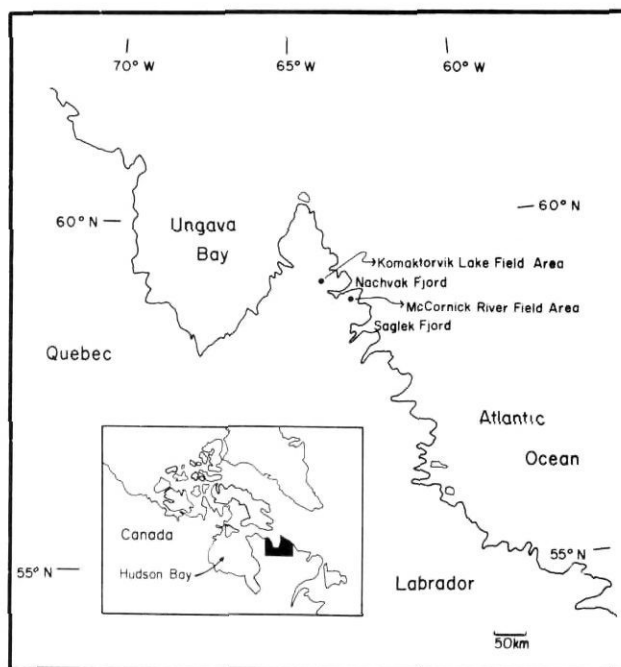 70° W
65° W
60° W
60° N
60° N
Ungava
Bay
Komaktorvik Lake Field Area
Nachvak Fjord
McCornick River Field Area
Saglek Fjord
Quebec
Atlantic
Ocean
Canada
Hudson Bay
55° N
55° N
Labrador
50km